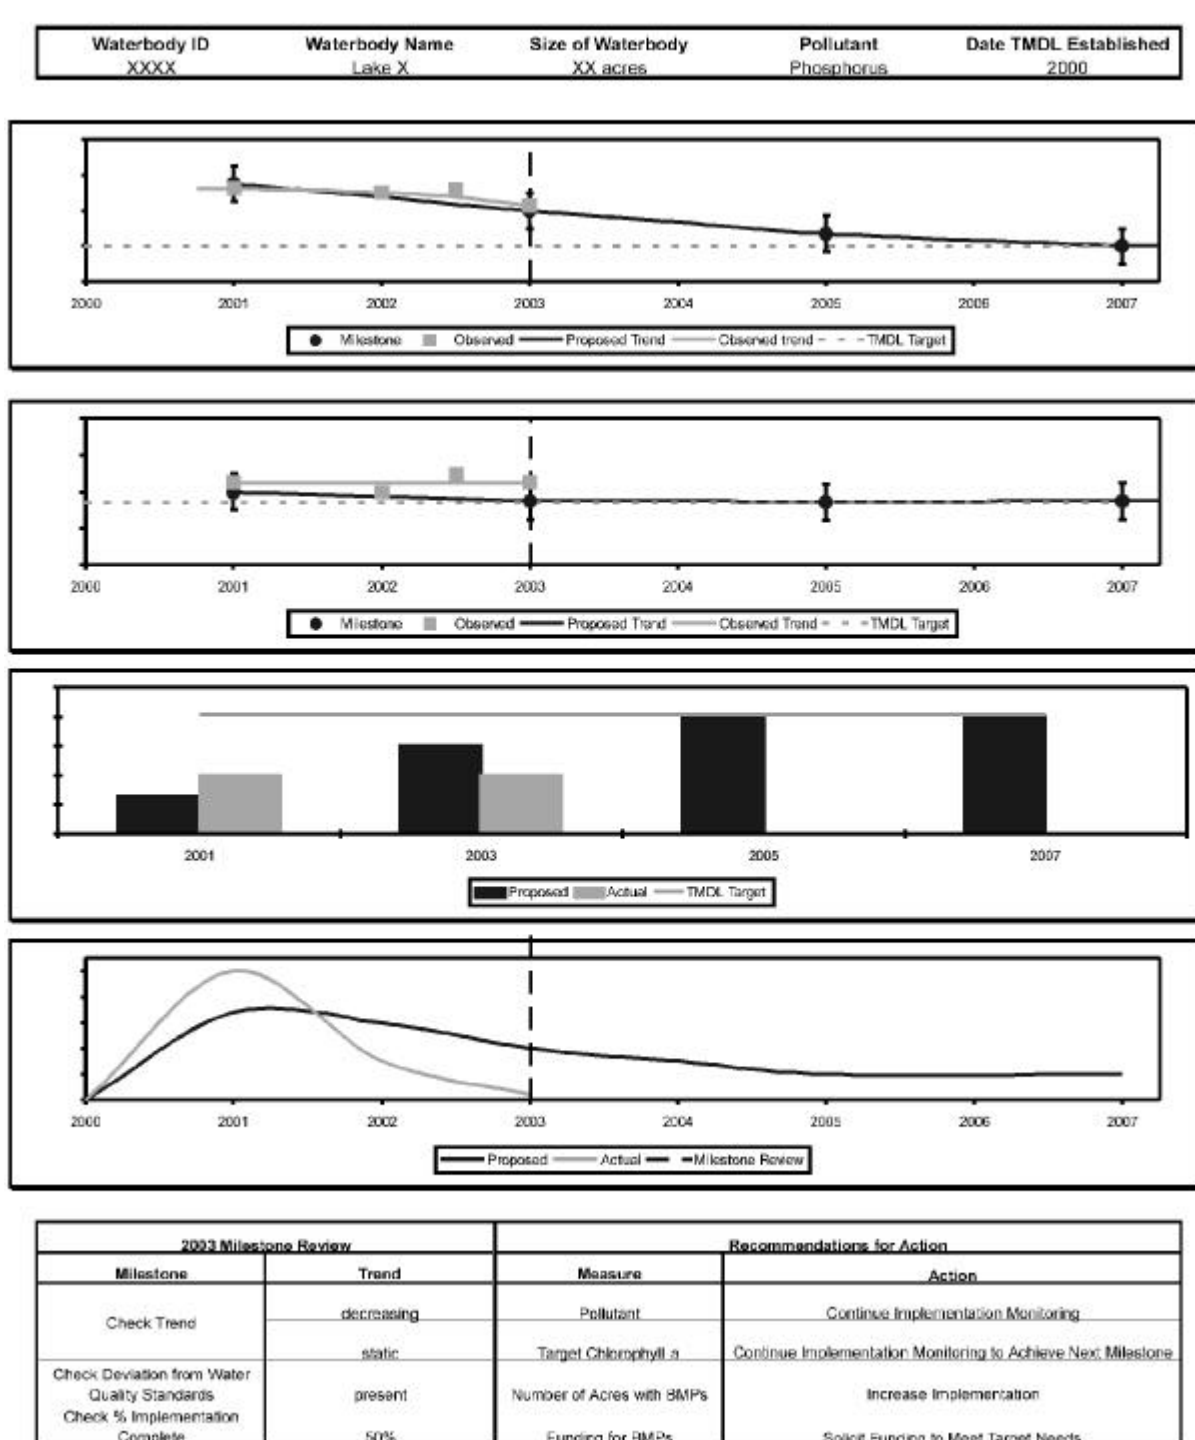 Waterbody ID Waterbody Name Size of Waterbody Pollutant Date TMDL Established
XXXX Lake X XX acres Phosphorus 2000
2000 2001 2002 2003 2004 2005 2006 2007
Milestone Observed Proposed Trend Observed trend TMDL Target
2000 2001 2002 2003 2004 2005 2006 2007
Milestone Observed Proposed Trend Observed Trend TMDL Target
2001 2003 2005 2007
Proposed Actual TMDL Target
2000 2001 2002 2003 2004 2005 2006 2007
Proposed Actual Milestone Review
2003 Milestone Review Recommendations for Action
Milestone Trend Measure Action
Check Trend
decreasing Pollutant Continue Implementation Monitoring
static Target Chlorophyll a Continue Implementation Monitoring to Achieve Next Milestone
Check Deviation from Water
Quality Standards present Number of Acres with BMPs Increase Implementation
Check % Implementation
Complete 50% Funding for BMPs Solicit Funding to Meet Target Needs